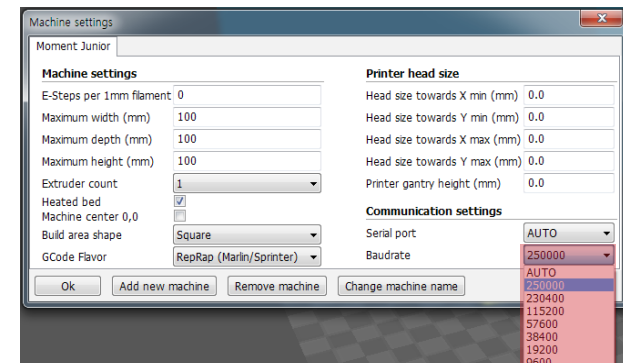 Machine settings
Moment Junior
Machine settings
E-Steps per 1mm filament 0
Maximum width (mm) 100
Maximum depth (mm) 100
Maximum height (mm) 100
Extruder count 1
Heated bed
Machine center 0,0
Build area shape Square
GCode Flavor RepRap (Marlin/Sprinter)
Printer head size
Head size towards X min (mm) 0.0
Head size towards Y min (mm) 0.0
Head size towards X max (mm) 0.0
Head size towards Y max (mm) 0.0
Printer gantry height (mm) 0.0
Communication settings
Serial port AUTO
Baudrate 250000
AUTO
250000
230400
115200
57600
38400
19200
9600
Ok Add new machine Remove machine Change machine name